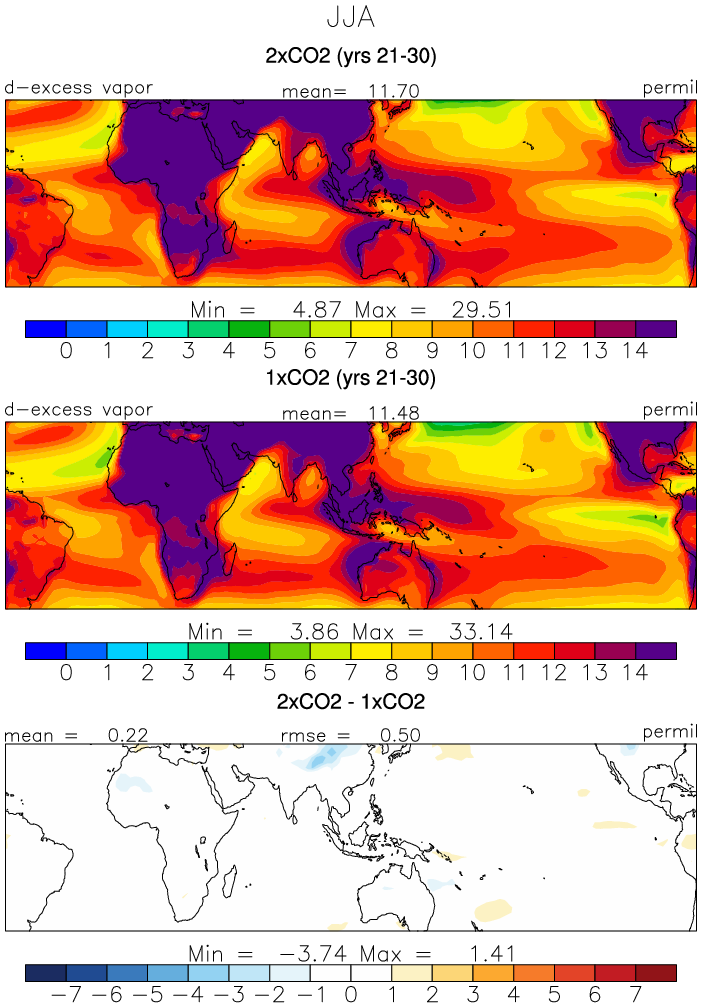 JJA
2xCO2 (yrs 21-30)
d-excess vapor mean= 11.70 permil
Min = 4.87 Max = 29.51
0 1 2 3 4 5 6 7 8 9 10 11 12 13 14
1xCO2 (yrs 21-30)
d-excess vapor mean= 11.48 permil
Min = 3.86 Max = 33.14
0 1 2 3 4 5 6 7 8 9 10 11 12 13 14
2xCO2 - 1xCO2
mean = 0.22 rmse = 0.50 permil
Min = -3.74 Max = 1.41
-7 -6 -5 -4 -3 -2 -1 0 1 2 3 4 5 6 7